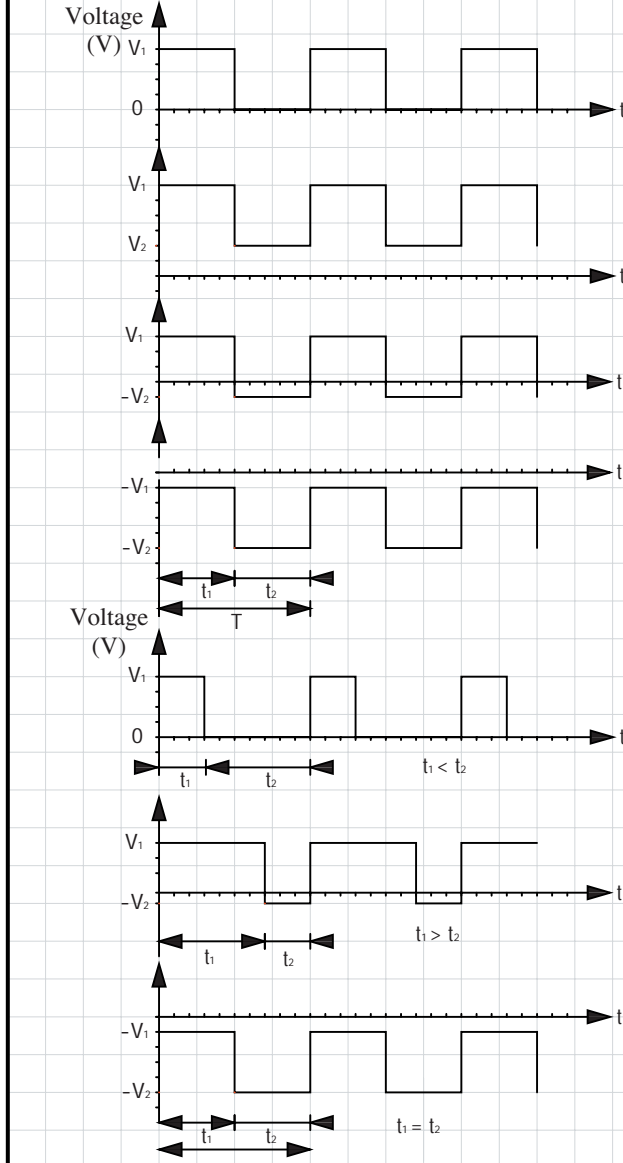 Voltage
(V) V₁
0 t
V₁
V₂
t
V₁
t
–V₂
t
–V₁
–V₂
t₁ t₂
T
Voltage
(V)
V₁
0 t
t₁ t₂ t₁ < t₂
V₁
t
–V₂
t₁ t₂ t₁ > t₂
t
–V₁
–V₂
t₁ t₂ t₁ = t₂